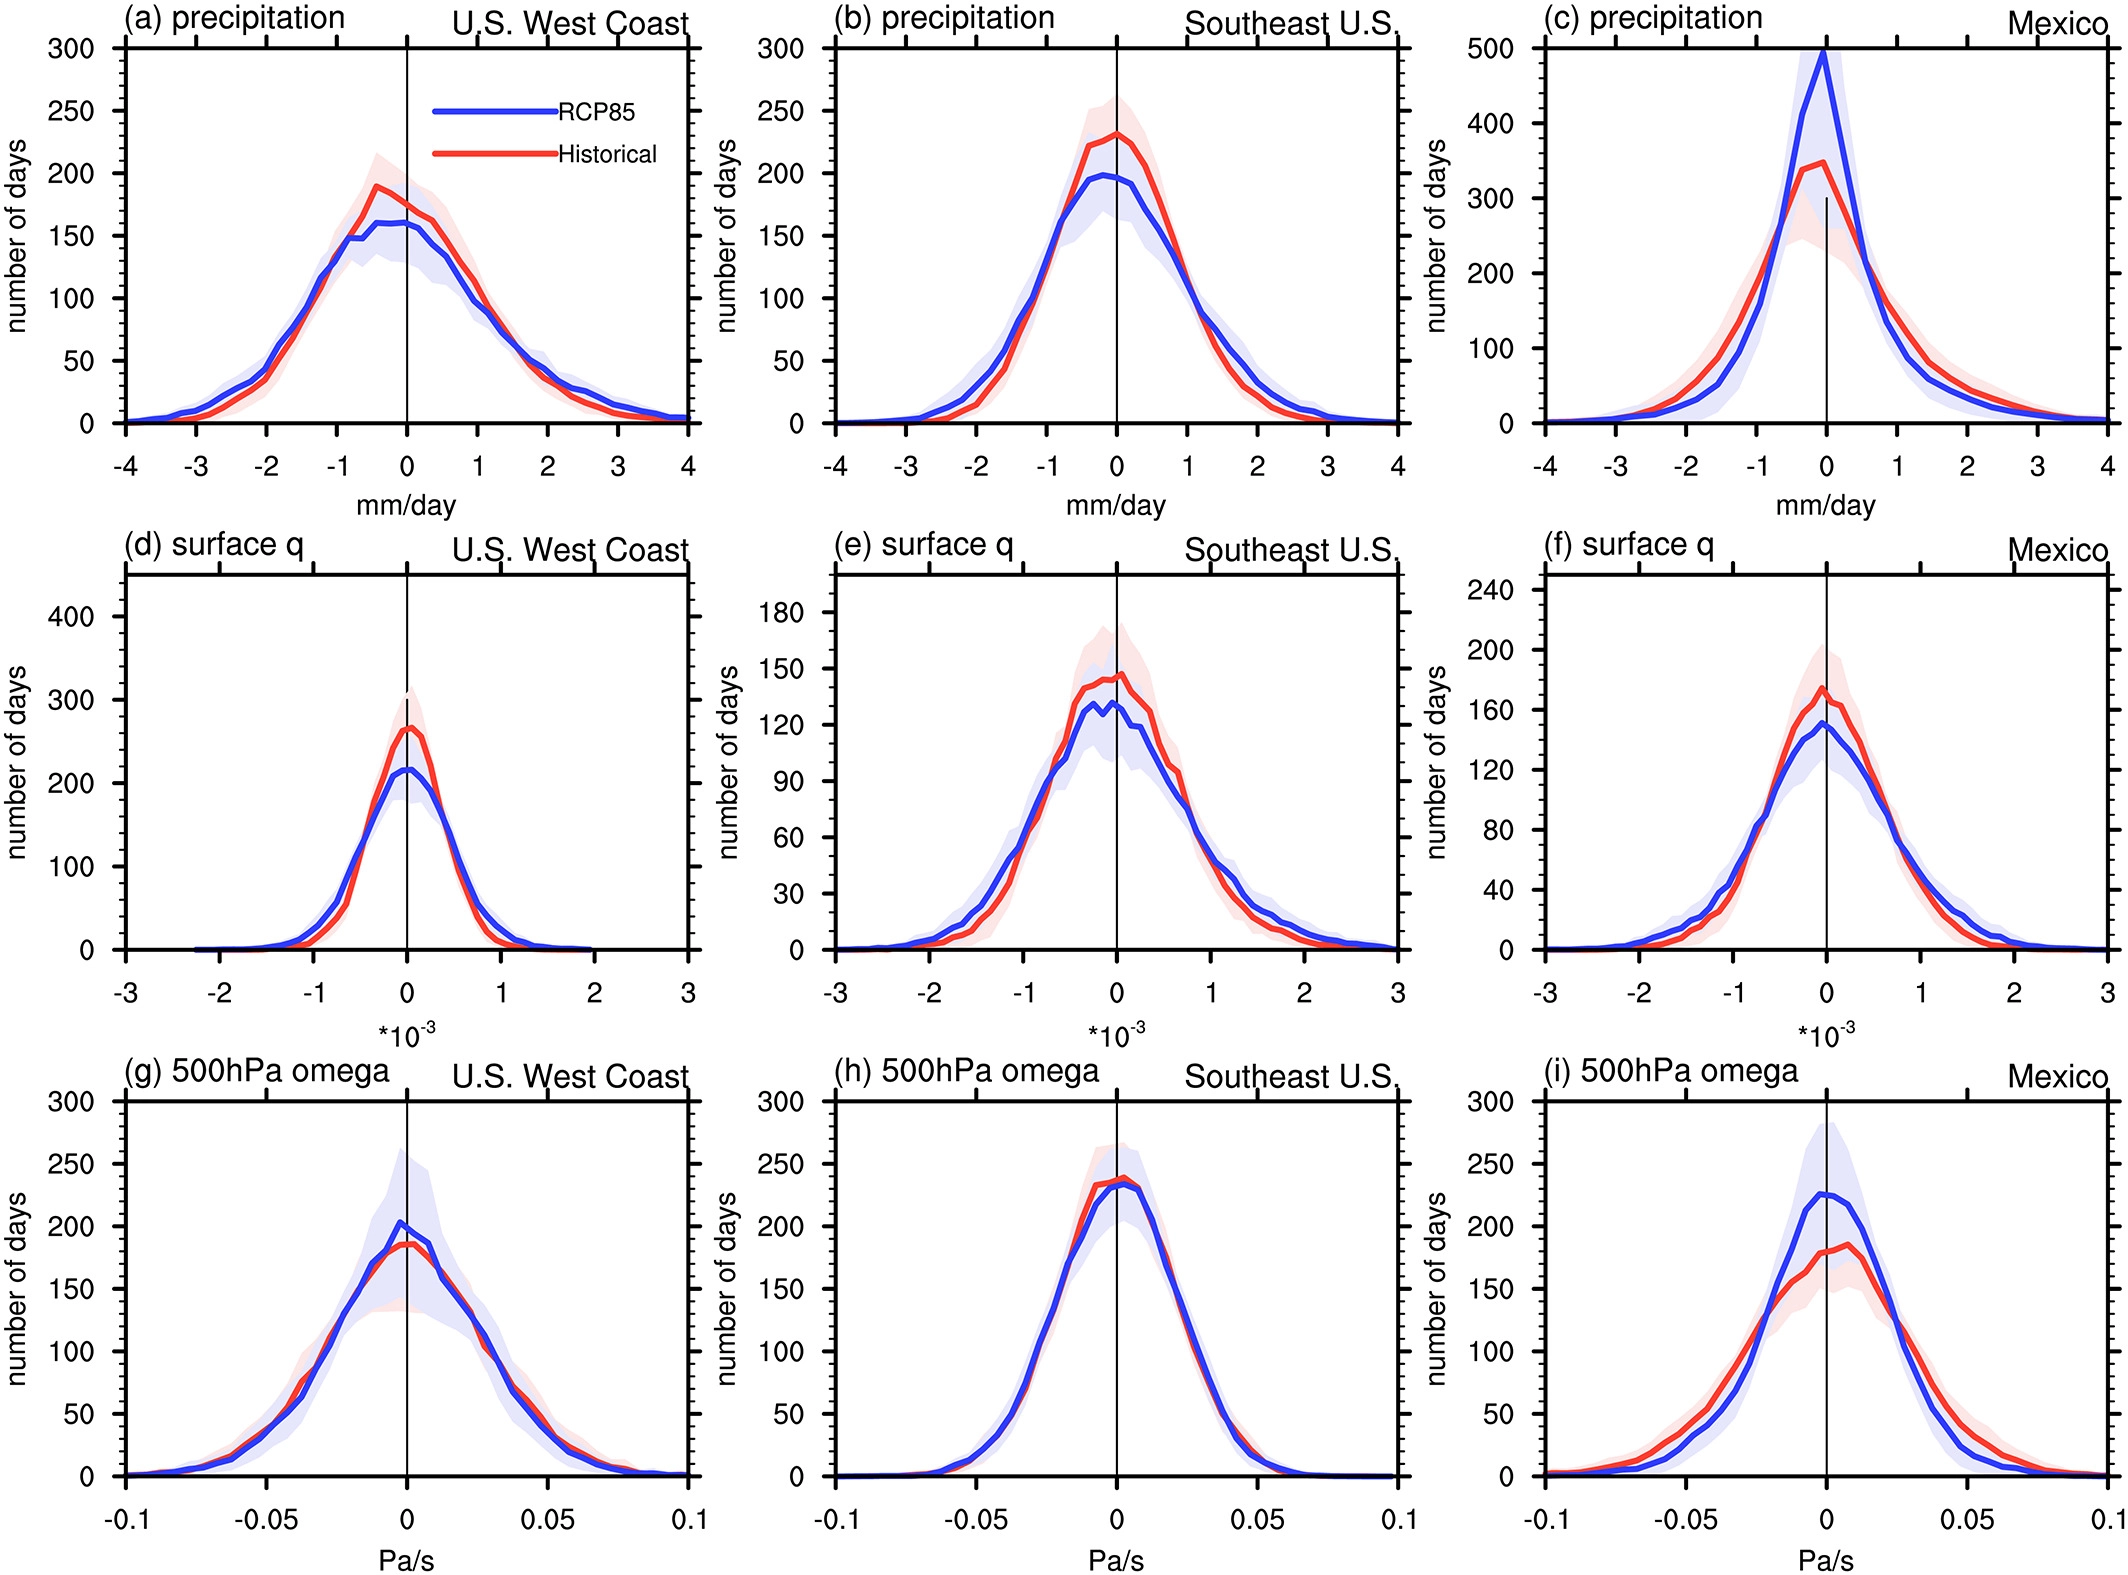 (a) precipitation U.S. West Coast
300
250
200
150
100
50
0
number of days
RCP85
Historical
-4 -3 -2 -1 0 1 2 3 4
mm/day
(b) precipitation Southeast U.S.
300
250
200
150
100
50
0
number of days
-4 -3 -2 -1 0 1 2 3 4
mm/day
(c) precipitation Mexico
500
400
300
200
100
0
number of days
-4 -3 -2 -1 0 1 2 3 4
mm/day
(d) surface q U.S. West Coast
400
300
200
100
0
number of days
-3 -2 -1 0 1 2 3
*10-3
(e) surface q Southeast U.S.
180
150
120
90
60
30
0
number of days
-3 -2 -1 0 1 2 3
*10-3
(f) surface q Mexico
240
200
160
120
80
40
0
number of days
-3 -2 -1 0 1 2 3
*10-3
(g) 500hPa omega U.S. West Coast
300
250
200
150
100
50
0
number of days
-0.1 -0.05 0 0.05 0.1
Pa/s
(h) 500hPa omega Southeast U.S.
300
250
200
150
100
50
0
number of days
-0.1 -0.05 0 0.05 0.1
Pa/s
(i) 500hPa omega Mexico
300
250
200
150
100
50
0
number of days
-0.1 -0.05 0 0.05 0.1
Pa/s